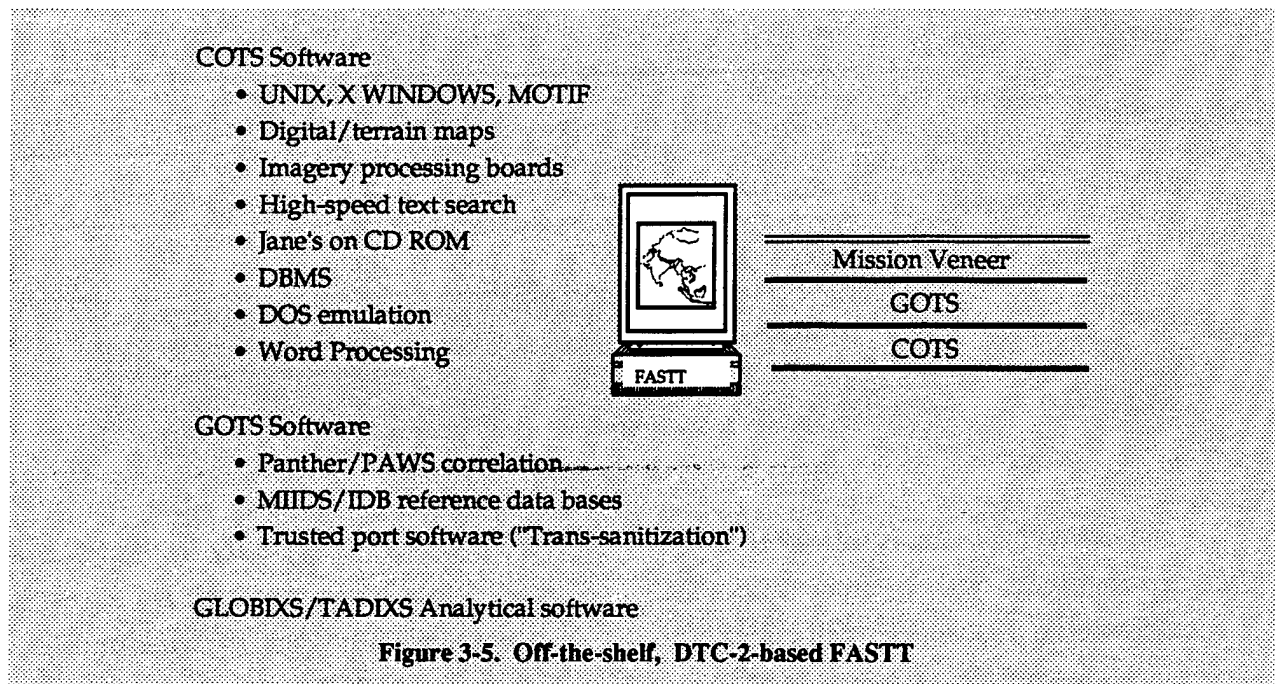 COTS Software
• UNIX, X WINDOWS, MOTIF
• Digital/terrain maps
• Imagery processing boards
• High-speed text search
• Jane's on CD ROM
• DBMS
• DOS emulation
• Word Processing
FASTT
Mission Veneer
GOTS
COTS
GOTS Software
• Panther/PAWS correlation
• MIIDS/IDB reference data bases
• Trusted port software ("Trans-sanitization")
GLOBIXS/TADIXS Analytical software
Figure 3-5. Off-the-shelf, DTC-2-based FASTT